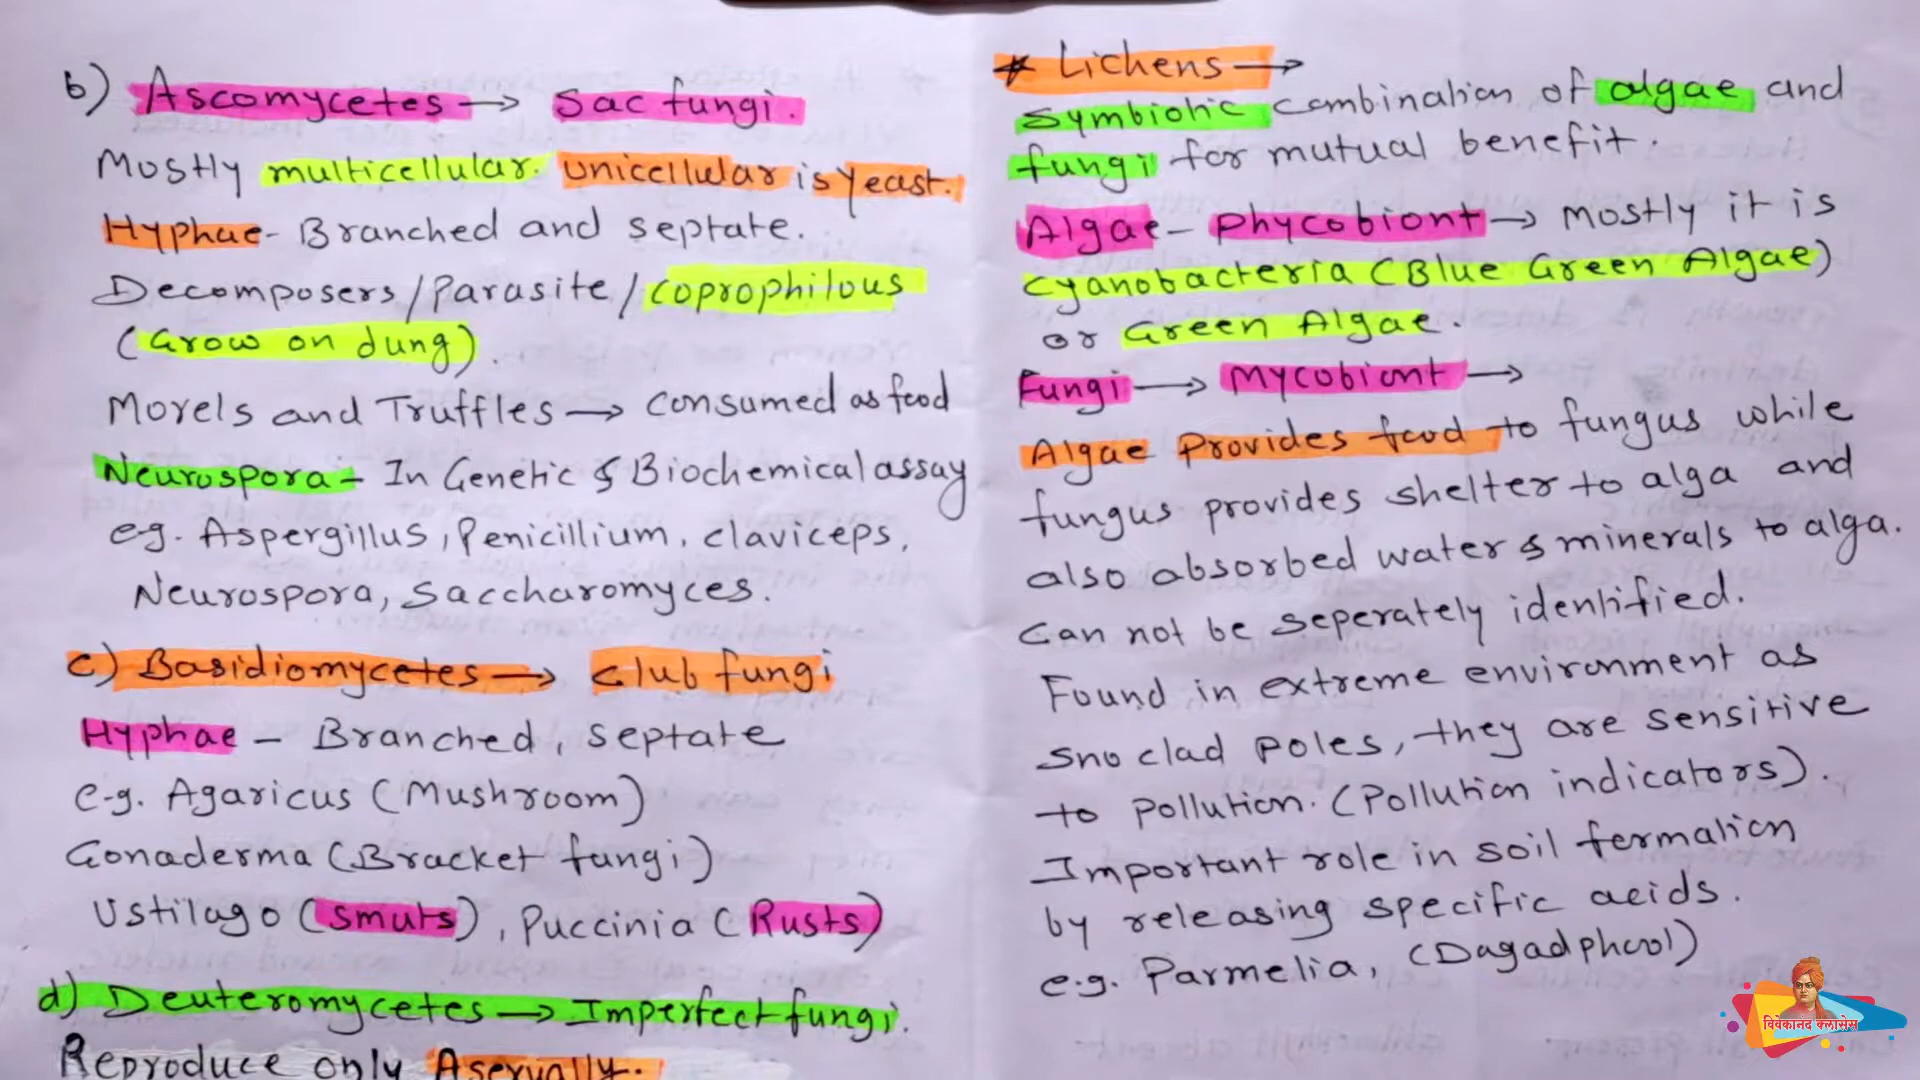 b) Ascomycetes → Sac fungi.
Mostly multicellular. Unicellular is yeast.
Hyphae - Branched and septate.
Decomposers/Parasite/coprophilous
(Grow on dung).
Morels and Truffles → consumed as food
Neurospora - In Genetic & Biochemical assay
eg. Aspergillus, Penicillium, claviceps,
Neurospora, Saccharomyces.
c) Basidiomycetes → club fungi
Hyphae - Branched, septate
e.g. Agaricus (Mushroom)
Gonaderma (Bracket fungi)
Ustilago (smuts), Puccinia (Rusts)
d) Deuteromycetes → Imperfect fungi.
Reproduce only Asexually.
* Lichens →
Symbiotic combination of algae and
fungi for mutual benefit.
Algae - Phycobiont → Mostly it is
cyanobacteria (Blue Green Algae)
or Green Algae.
Fungi → Mycobiont →
Algae provides food to fungus while
fungus provides shelter to alga and
also absorbed water & minerals to alga.
Can not be seperately identified.
Found in extreme environment as
sno clad poles, they are sensitive
to pollution. (Pollution indicators).
Important role in soil formation
by releasing specific acids.
e.g. Parmelia, (Dagadphool)
विवेकानंद क्लासेस